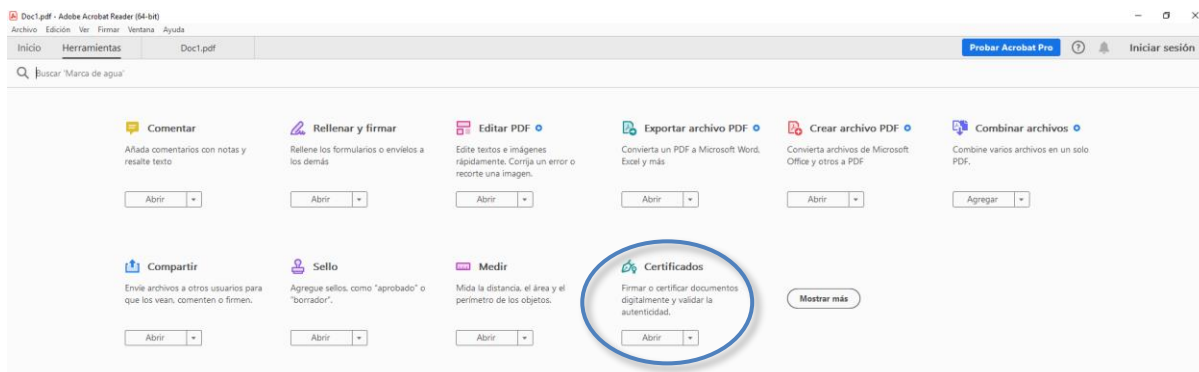 Doc1.pdf - Adobe Acrobat Reader (64-bit)
Archivo Edición Ver Firmar Ventana Ayuda
Inicio Herramientas Doc1.pdf Probar Acrobat Pro Iniciar sesión
Buscar 'Marca de agua'
Comentar
Añada comentarios con notas y
resalte texto
Abrir
Rellenar y firmar
Rellene los formularios o envíelos a
los demás
Abrir
Editar PDF
Edite textos e imágenes
rápidamente. Corrija un error o
recorte una imagen.
Abrir
Exportar archivo PDF
Convierta un PDF a Microsoft Word,
Excel y más
Abrir
Crear archivo PDF
Convierta archivos de Microsoft
Office y otros a PDF
Abrir
Combinar archivos
Combine varios archivos en un solo
PDF.
Agregar
Compartir
Envíe archivos a otros usuarios para
que los vean, comenten o firmen.
Abrir
Sello
Agregue sellos, como "aprobado" o
"borrador".
Abrir
Medir
Mida la distancia, el área y el
perímetro de los objetos.
Abrir
Certificados
Firmar o certificar documentos
digitalmente y validar la
autenticidad.
Abrir
Mostrar más